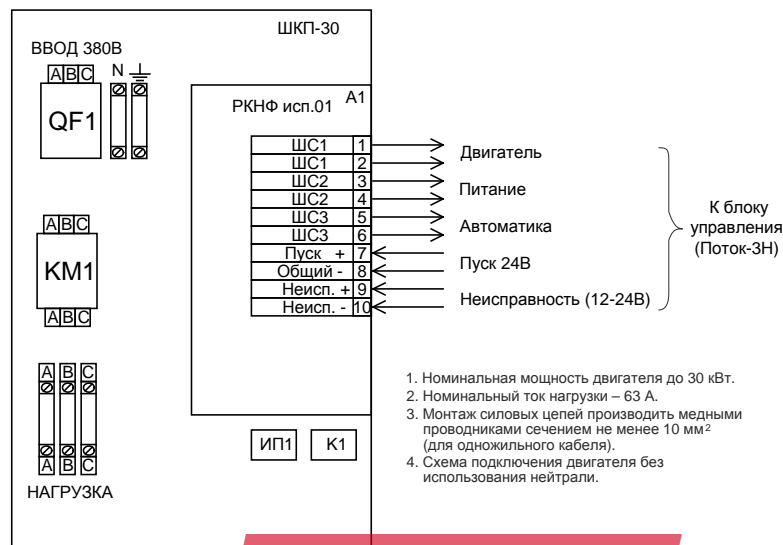 ШКП-30
ВВОД 380В
A B C N
QF1
A1
РКНФ исп.01
ШС1 1
ШС1 2
ШС2 3
ШС2 4
ШС3 5
ШС3 6
Пуск + 7
Общий - 8
Неисп. + 9
Неисп. - 10
Двигатель
Питание
Автоматика
Пуск 24В
Неисправность (12-24В)
К блоку
управления
(Поток-3Н)
A B C
KM1
A B C
A B C
A B C
НАГРУЗКА
ИП1 K1
1. Номинальная мощность двигателя до 30 кВт.
2. Номинальный ток нагрузки – 63 А.
3. Монтаж силовых цепей производить медными
проводниками сечением не менее 10 мм²
(для одножильного кабеля).
4. Схема подключения двигателя без
использования нейтрали.